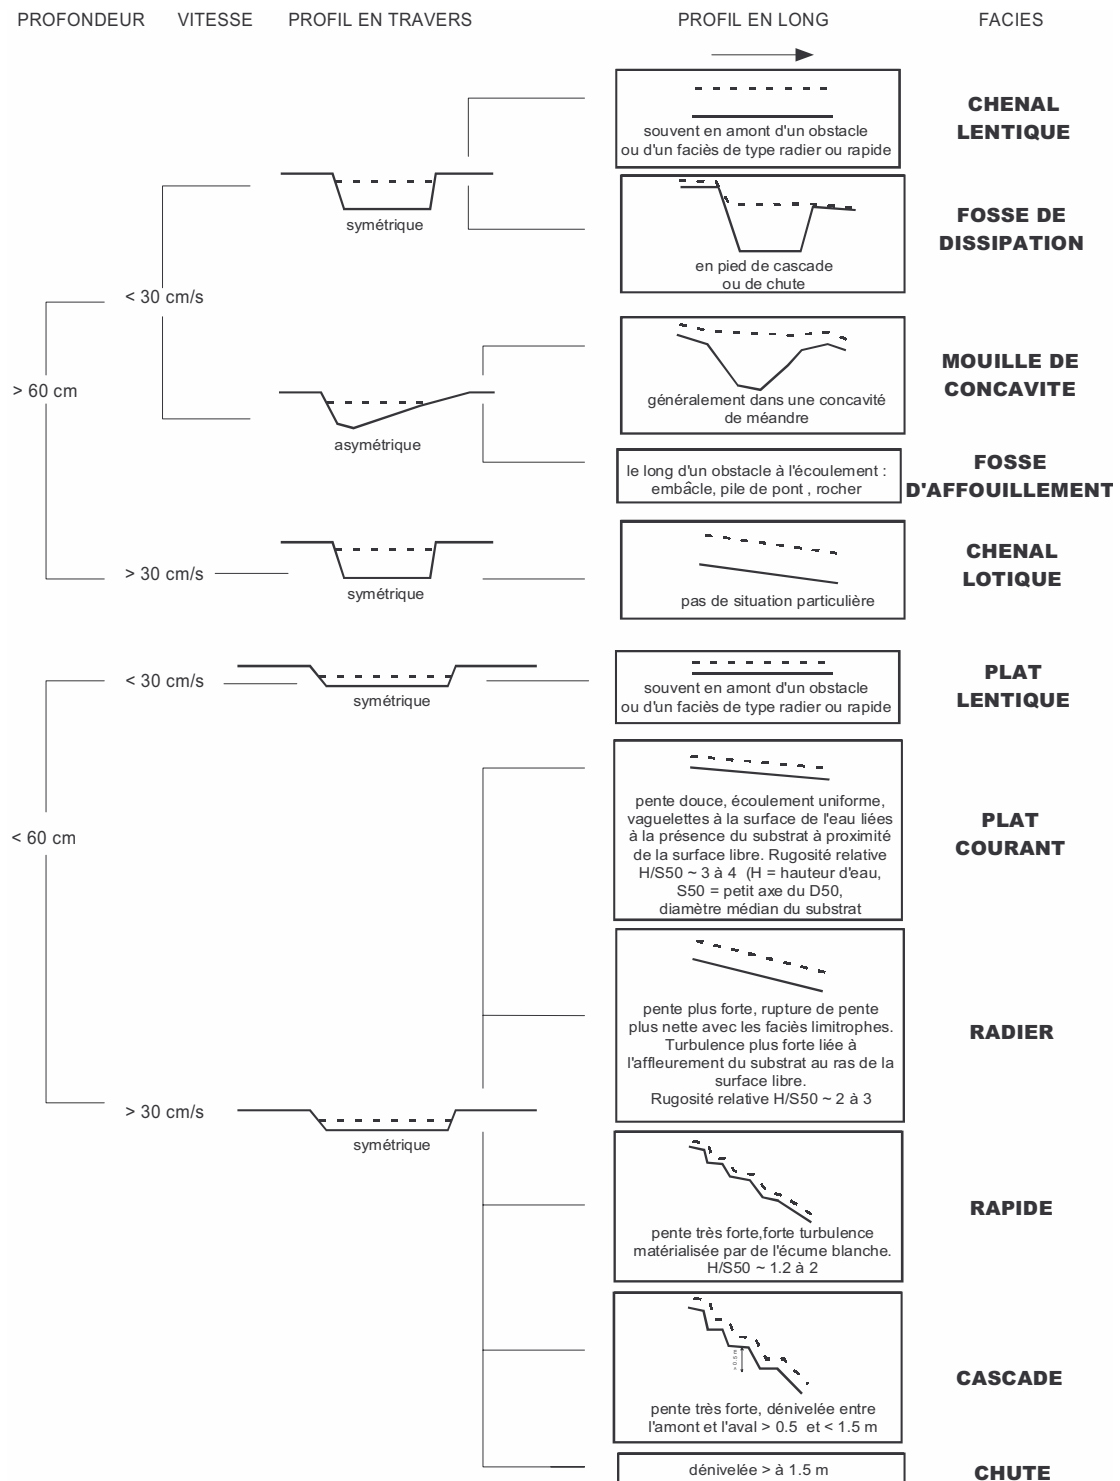 PROFONDEUR VITESSE PROFIL EN TRAVERS PROFIL EN LONG FACIES
souvent en amont d'un obstacle
ou d'un faciès de type radier ou rapide
CHENAL
LENTIQUE
symétrique
en pied de cascade
ou de chute
FOSSE DE
DISSIPATION
< 30 cm/s
> 60 cm
généralement dans une concavité
de méandre
MOUILLE DE
CONCAVITE
asymétrique
le long d'un obstacle à l'écoulement :
embâcle, pile de pont , rocher
FOSSE
D'AFFOUILLEMENT
> 30 cm/s
symétrique
pas de situation particulière
CHENAL
LOTIQUE
< 30 cm/s
symétrique
souvent en amont d'un obstacle
ou d'un faciès de type radier ou rapide
PLAT
LENTIQUE
< 60 cm
pente douce, écoulement uniforme,
vaguelettes à la surface de l'eau liées
à la présence du substrat à proximité
de la surface libre. Rugosité relative
H/S50 ~ 3 à 4 (H = hauteur d'eau,
S50 = petit axe du D50,
diamètre médian du substrat
PLAT
COURANT
pente plus forte, rupture de pente
plus nette avec les faciès limitrophes.
Turbulence plus forte liée à
l'affleurement du substrat au ras de la
surface libre.
Rugosité relative H/S50 ~ 2 à 3
RADIER
> 30 cm/s
symétrique
pente très forte,forte turbulence
matérialisée par de l'écume blanche.
H/S50 ~ 1.2 à 2
RAPIDE
> 0.5 m
pente très forte, dénivelée entre
l'amont et l'aval > 0.5 et < 1.5 m
CASCADE
dénivelée > à 1.5 m
CHUTE